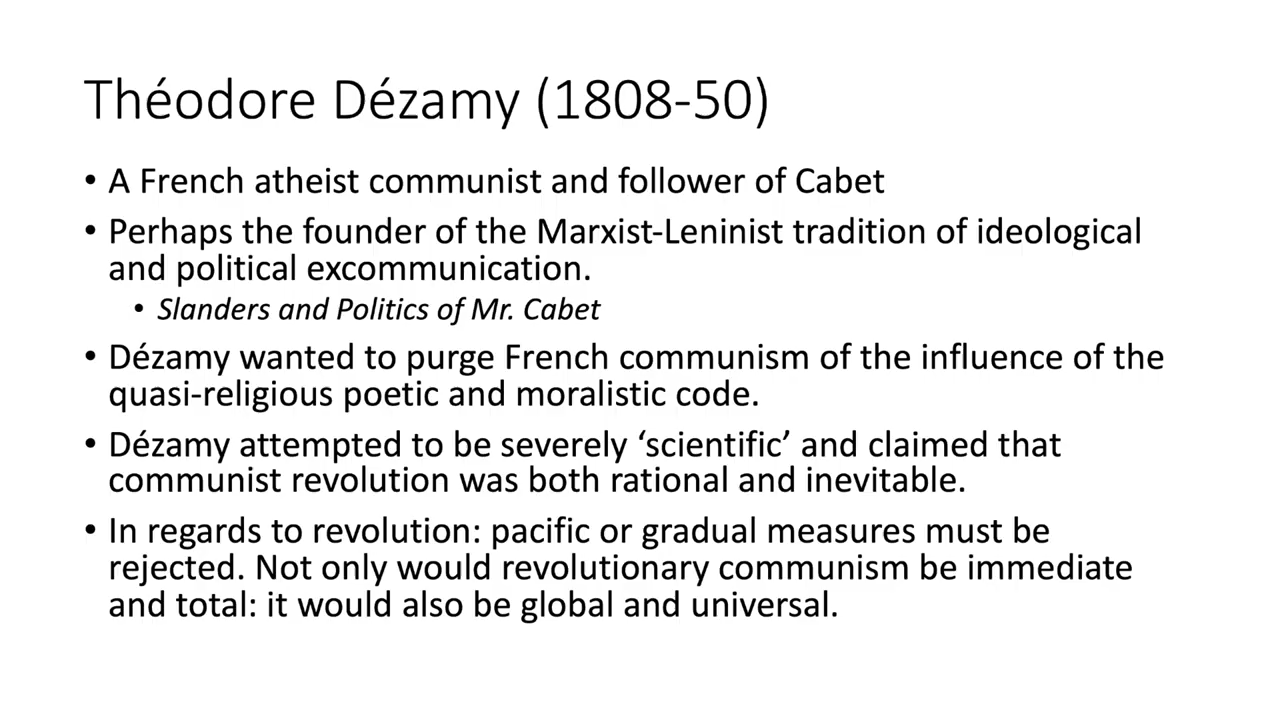 Théodore Dézamy (1808-50)
• A French atheist communist and follower of Cabet
• Perhaps the founder of the Marxist-Leninist tradition of ideological
and political excommunication.
• Slanders and Politics of Mr. Cabet
• Dézamy wanted to purge French communism of the influence of the
quasi-religious poetic and moralistic code.
• Dézamy attempted to be severely ‘scientific’ and claimed that
communist revolution was both rational and inevitable.
• In regards to revolution: pacific or gradual measures must be
rejected. Not only would revolutionary communism be immediate
and total: it would also be global and universal.